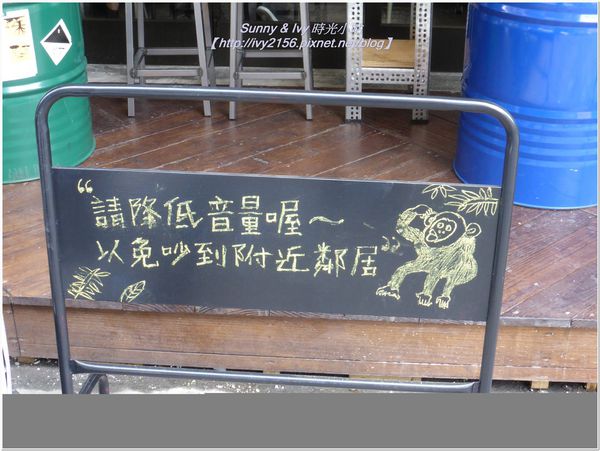 Sunny & Ivy 時光小
【http://ivy2156.pixnet.net/blog】
“請降低音量喔～
以免吵到附近鄰居”